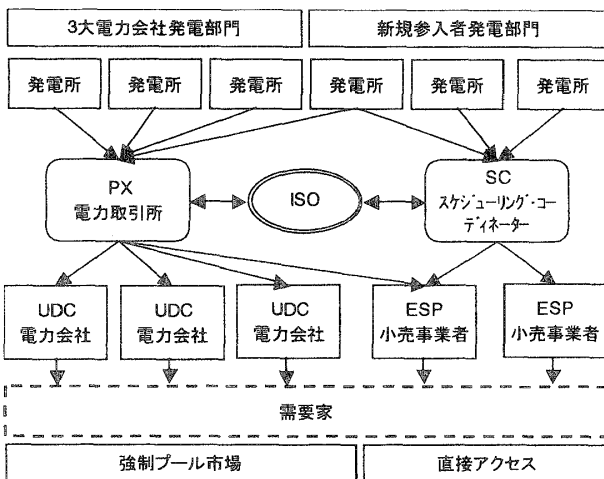 3大電力会社発電部門
新規参入者発電部門
発電所
発電所
発電所
発電所
発電所
発電所
PX
電力取引所
ISO
SC
スケジューリング・コー
ディネーター
UDC
電力会社
UDC
電力会社
UDC
電力会社
ESP
小売事業者
ESP
小売事業者
需要家
強制プール市場
直接アクセス